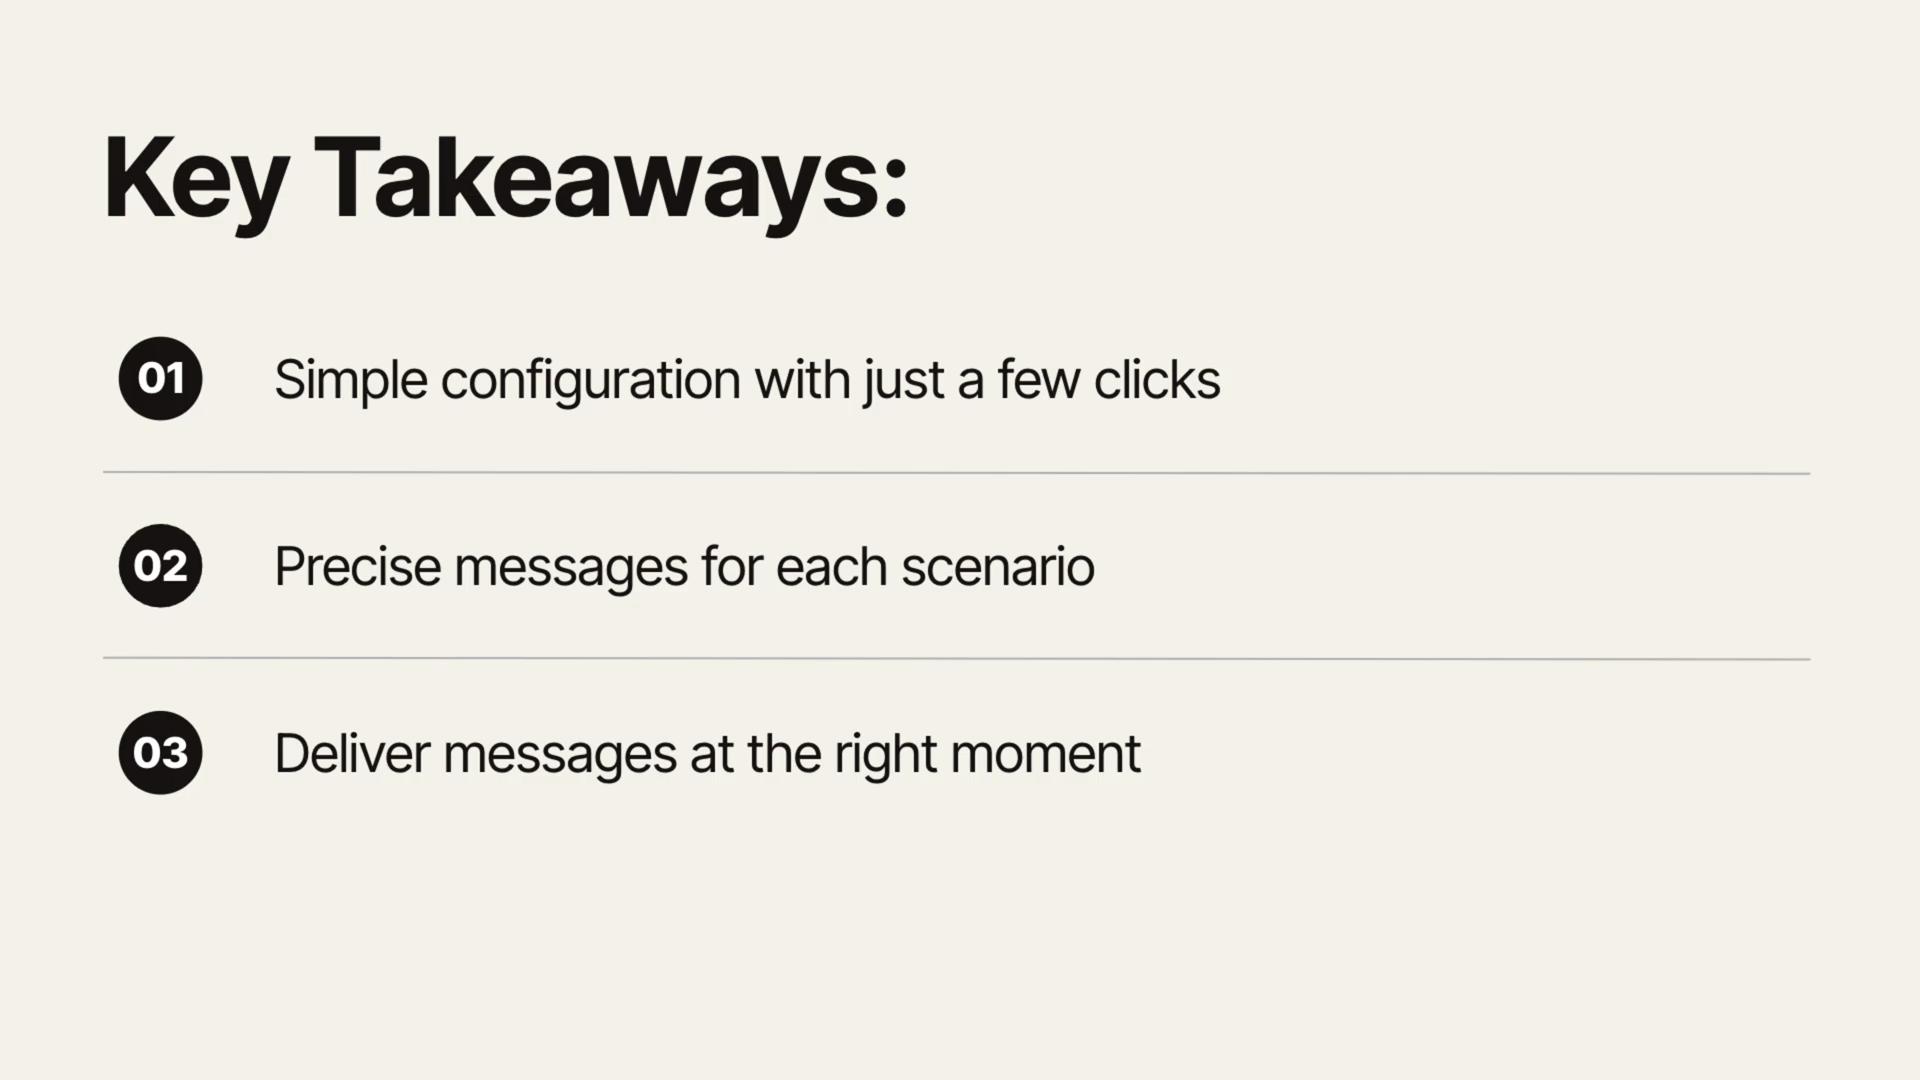 Key Takeaways:
01 Simple configuration with just a few clicks
02 Precise messages for each scenario
03 Deliver messages at the right moment